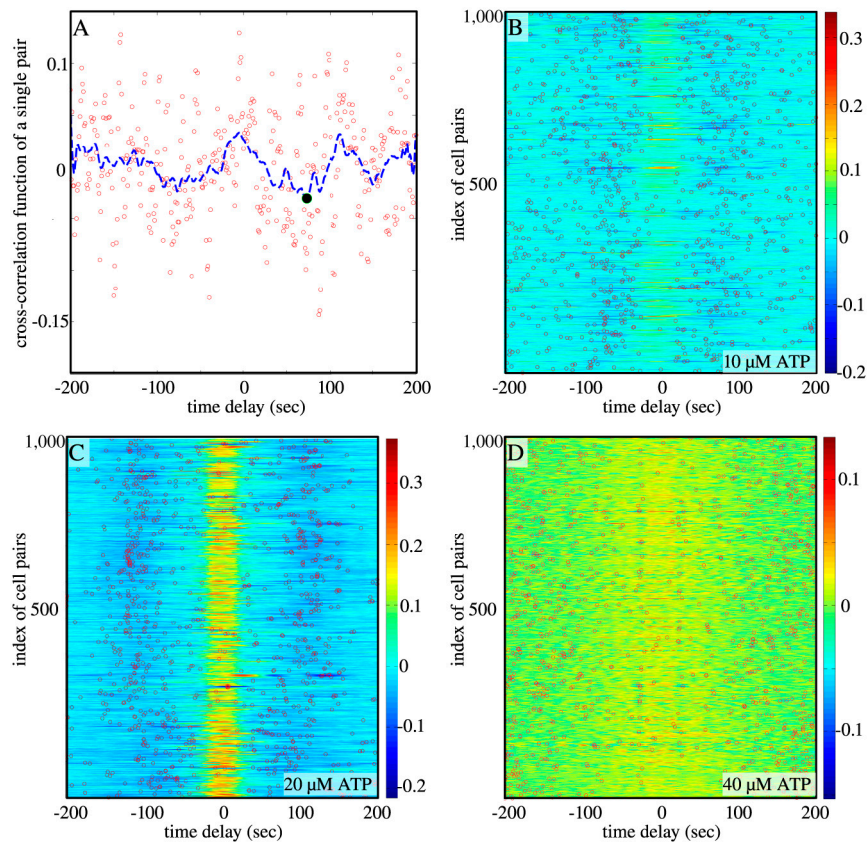 A
cross-correlation function of a single pair
0.1
0
-0.15
-200
-100
0
100
200
time delay (sec)
B
index of cell pairs
1,000
500
10 μM ATP
-200
-100
0
100
200
time delay (sec)
0.3
0.2
0.1
0
-0.1
-0.2
C
index of cell pairs
1,000
500
20 μM ATP
-200
-100
0
100
200
time delay (sec)
0.3
0.2
0.1
0
-0.1
-0.2
D
index of cell pairs
1,000
500
40 μM ATP
-200
-100
0
100
200
time delay (sec)
0.1
0
-0.1